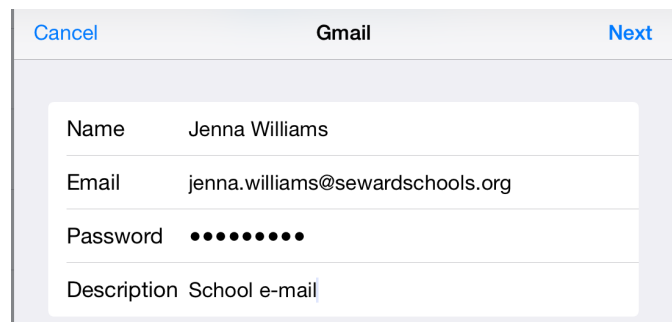 Cancel Gmail Next
Name Jenna Williams
Email jenna.williams@sewardschools.org
Password ●●●●●●●●●
Description School e-mail